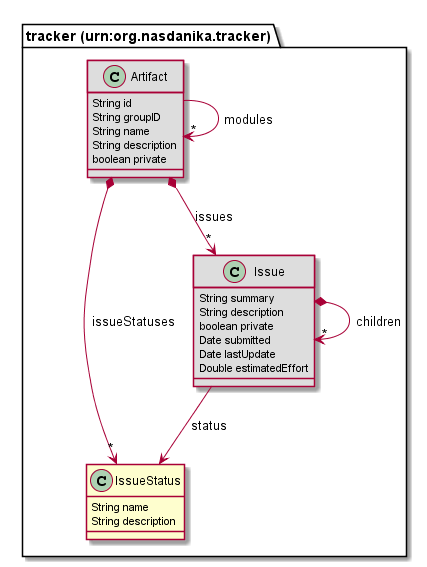 tracker (urn:org.nasdanika.tracker)
C Artifact
String id
String groupID
String name
String description
boolean private
modules
*
issues
*
C Issue
String summary
String description
boolean private
Date submitted
Date lastUpdate
Double estimatedEffort
children
*
issueStatuses
*
status
C IssueStatus
String name
String description